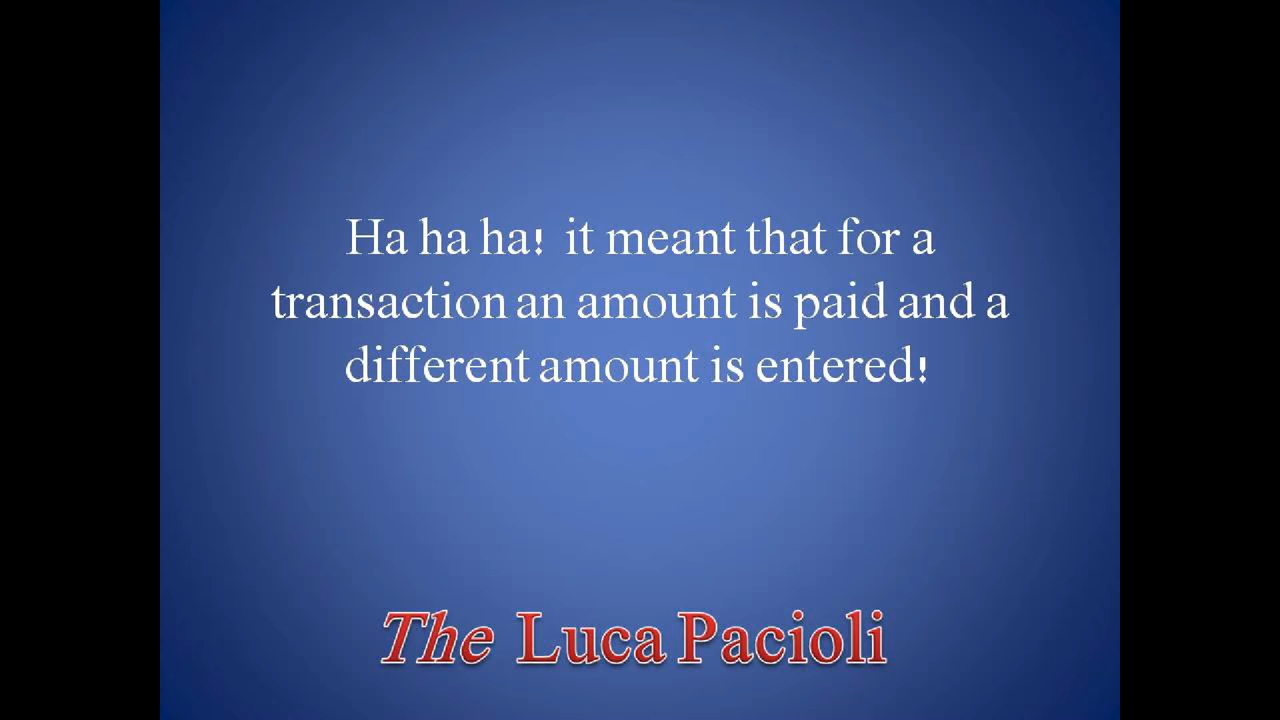 Ha ha ha!  it meant that for a
transaction an amount is paid and a
different amount is entered!
The Luca Pacioli